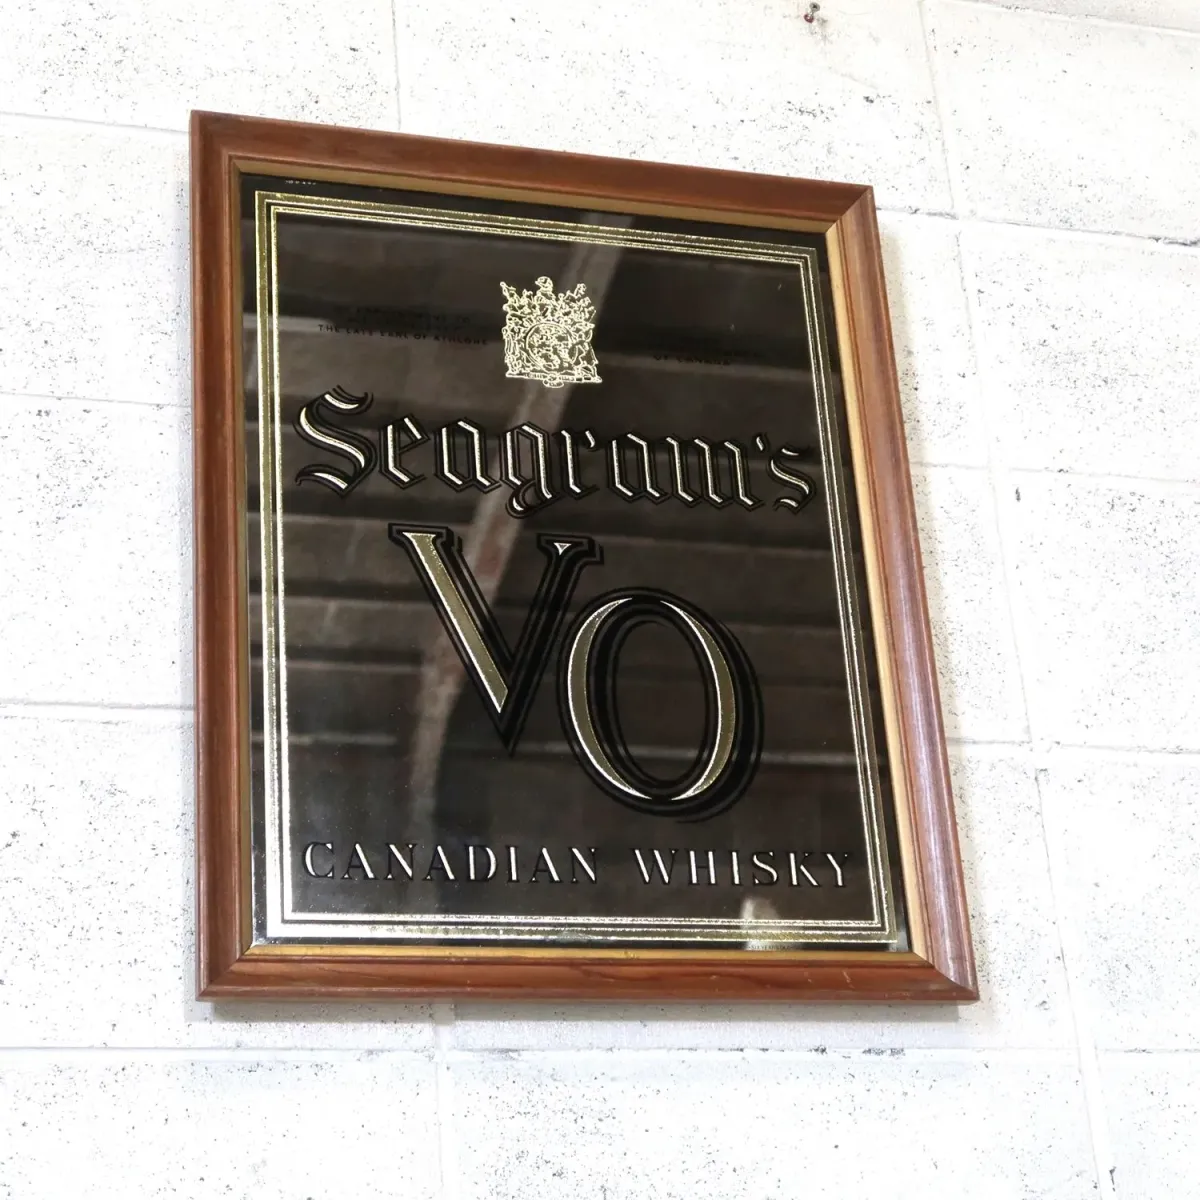 THE LATE EARL OF ATHLONE
OF CANADA
Seagram's
VO
CANADIAN WHISKY